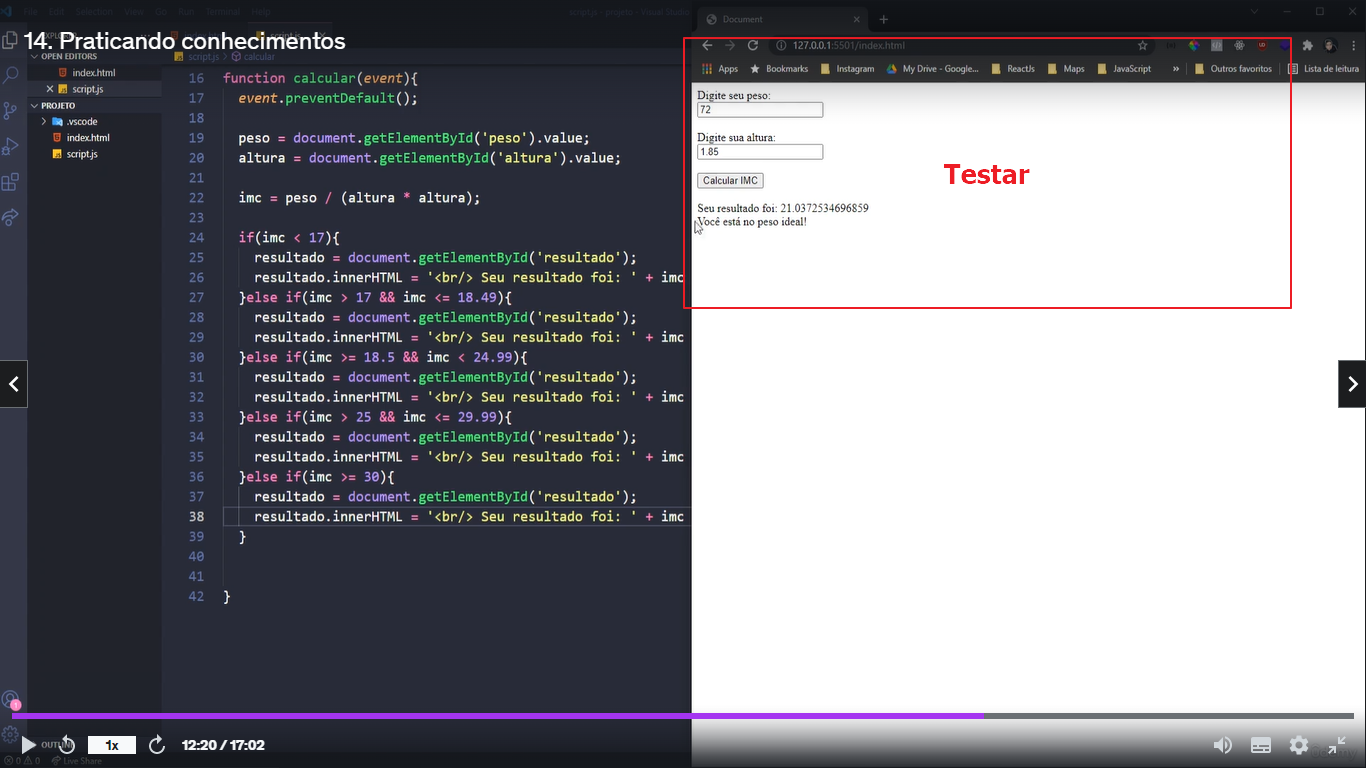 File Edit Selection View Go Run Terminal Help
script.js - projeto - Visual Studio
14. Praticando conhecimentos
script.js
OPEN EDITORS
index.html
script.js
PROJETO
.vscode
index.html
script.js
script.js > calcular
16 function calcular(event){
17 event.preventDefault();
18
19 peso = document.getElementById('peso').value;
20 altura = document.getElementById('altura').value;
21
22 imc = peso / (altura * altura);
23
24 if(imc < 17){
25 resultado = document.getElementById('resultado');
26 resultado.innerHTML = '<br/> Seu resultado foi: ' + imc
27 }else if(imc > 17 && imc <= 18.49){
28 resultado = document.getElementById('resultado');
29 resultado.innerHTML = '<br/> Seu resultado foi: ' + imc
30 }else if(imc >= 18.5 && imc < 24.99){
31 resultado = document.getElementById('resultado');
32 resultado.innerHTML = '<br/> Seu resultado foi: ' + imc
33 }else if(imc > 25 && imc <= 29.99){
34 resultado = document.getElementById('resultado');
35 resultado.innerHTML = '<br/> Seu resultado foi: ' + imc
36 }else if(imc >= 30){
37 resultado = document.getElementById('resultado');
38 resultado.innerHTML = '<br/> Seu resultado foi: ' + imc
39 }
40
41
42 }
Document
127.0.0.1:5501/index.html
Apps Bookmarks Instagram My Drive - Google... ReactJs Maps JavaScript » Outros favoritos Lista de leitura
Digite seu peso:
72
Digite sua altura:
1.85
Calcular IMC
Testar
Seu resultado foi: 21.0372534696859
Você está no peso ideal!
OUTLINE
1x
12:20 / 17:02
0 0 Live Share